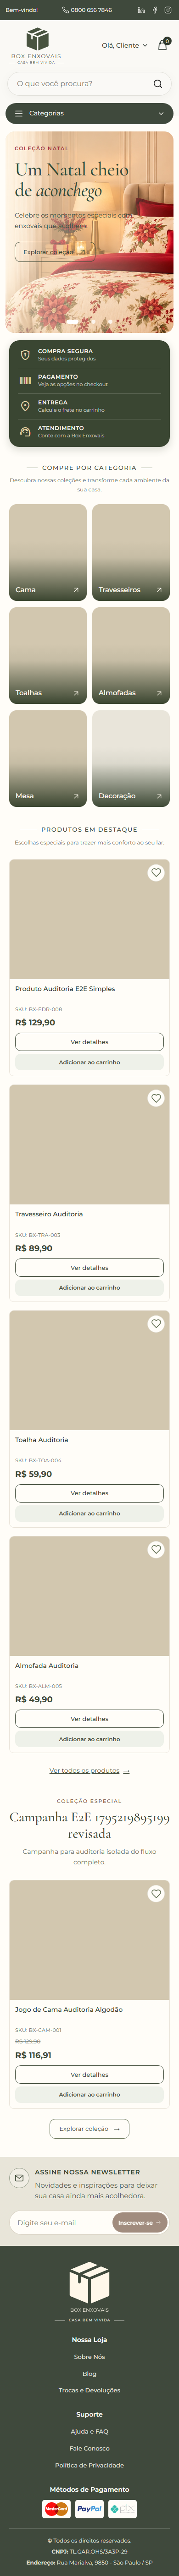 Bem-vindo!
0800 656 7846
BOX ENXOVAIS
CASA BEM VIVIDA
Olá, Cliente
0
O que você procura?
Categorias
COLEÇÃO NATAL
Um Natal cheio
de aconchego
Celebre os momentos especiais com
enxovais que acolhem.
Explorar coleção
COMPRA SEGURA
Seus dados protegidos
PAGAMENTO
Veja as opções no checkout
ENTREGA
Calcule o frete no carrinho
ATENDIMENTO
Conte com a Box Enxovais
COMPRE POR CATEGORIA
Descubra nossas coleções e transforme cada ambiente da
sua casa.
Cama
Travesseiros
Toalhas
Almofadas
Mesa
Decoração
PRODUTOS EM DESTAQUE
Escolhas especiais para trazer mais conforto ao seu lar.
Produto Auditoria E2E Simples
SKU: BX-EDR-008
R$ 129,90
Ver detalhes
Adicionar ao carrinho
Travesseiro Auditoria
SKU: BX-TRA-003
R$ 89,90
Ver detalhes
Adicionar ao carrinho
Toalha Auditoria
SKU: BX-TOA-004
R$ 59,90
Ver detalhes
Adicionar ao carrinho
Almofada Auditoria
SKU: BX-ALM-005
R$ 49,90
Ver detalhes
Adicionar ao carrinho
Ver todos os produtos →
COLEÇÃO ESPECIAL
Campanha E2E 1795219895199
revisada
Campanha para auditoria isolada do fluxo
completo.
Jogo de Cama Auditoria Algodão
SKU: BX-CAM-001
R$ 129,90
R$ 116,91
Ver detalhes
Adicionar ao carrinho
Explorar coleção →
ASSINE NOSSA NEWSLETTER
Novidades e inspirações para deixar
sua casa ainda mais acolhedora.
Digite seu e-mail
Inscrever-se →
BOX ENXOVAIS
CASA BEM VIVIDA
Nossa Loja
Sobre Nós
Blog
Trocas e Devoluções
Suporte
Ajuda e FAQ
Fale Conosco
Política de Privacidade
Métodos de Pagamento
MasterCard
PayPal
pix
© Todos os direitos reservados.
CNPJ: TL.GAR.OHS/3A3P-29
Endereço: Rua Marialva, 9850 - São Paulo / SP